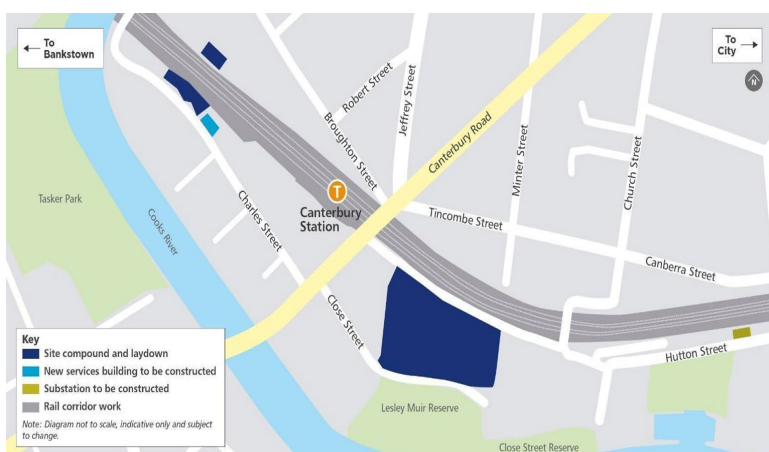 To
Bankstown
To
City
N
Robert Street
Jeffrey Street
Broughton Street
Canterbury Road
Minter Street
Church Street
Tasker Park
Cooks River
T
Canterbury
Station
Charles Street
Tincombe Street
Canberra Street
Close Street
Hutton Street
Key
Site compound and laydown
New services building to be constructed
Substation to be constructed
Rail corridor work
Note: Diagram not to scale, indicative only and subject
to change.
Lesley Muir Reserve
Close Street Reserve